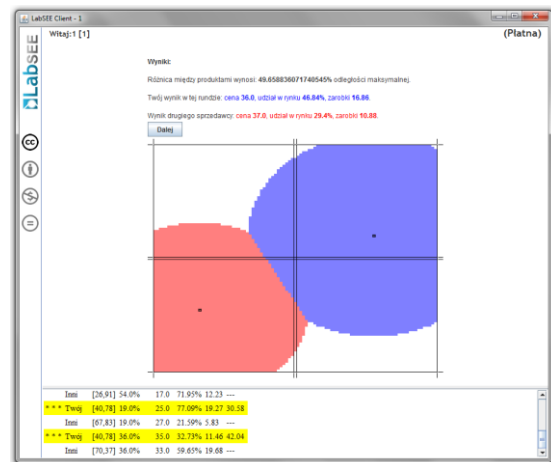 LabSEE Client - 1
Witaj:1 [1]
(Płatna)
LabSEE
Wyniki:
Różnica między produktami wynosi: 49.658836071740545% odległości maksymalnej.
Twój wynik w tej rundzie: cena 36.0, udział w rynku 46.84%, zarobki 16.86.
Wynik drugiego sprzedawcy: cena 37.0, udział w rynku 29.4%, zarobki 10.88.
Dalej
cc
Inni [26,91] 54.0% 17.0 71.95% 12.23 ---
* * * Twój [40,78] 19.0% 25.0 77.09% 19.27 30.58
Inni [67,83] 19.0% 27.0 21.59% 5.83 ---
* * * Twój [40,78] 36.0% 35.0 32.73% 11.46 42.04
Inni [70,37] 36.0% 33.0 59.65% 19.68 ---